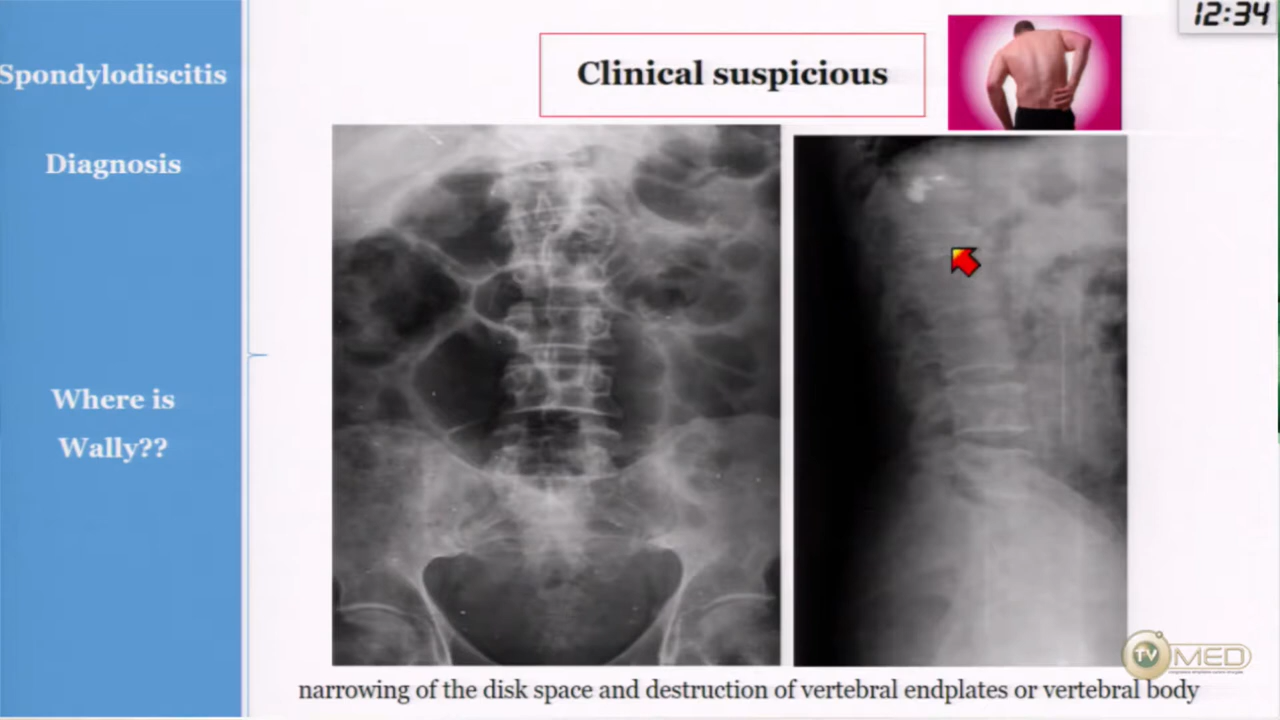 12:34
Spondylodiscitis
Clinical suspicious
Diagnosis
Where is
Wally??
TV MED
narrowing of the disk space and destruction of vertebral endplates or vertebral body